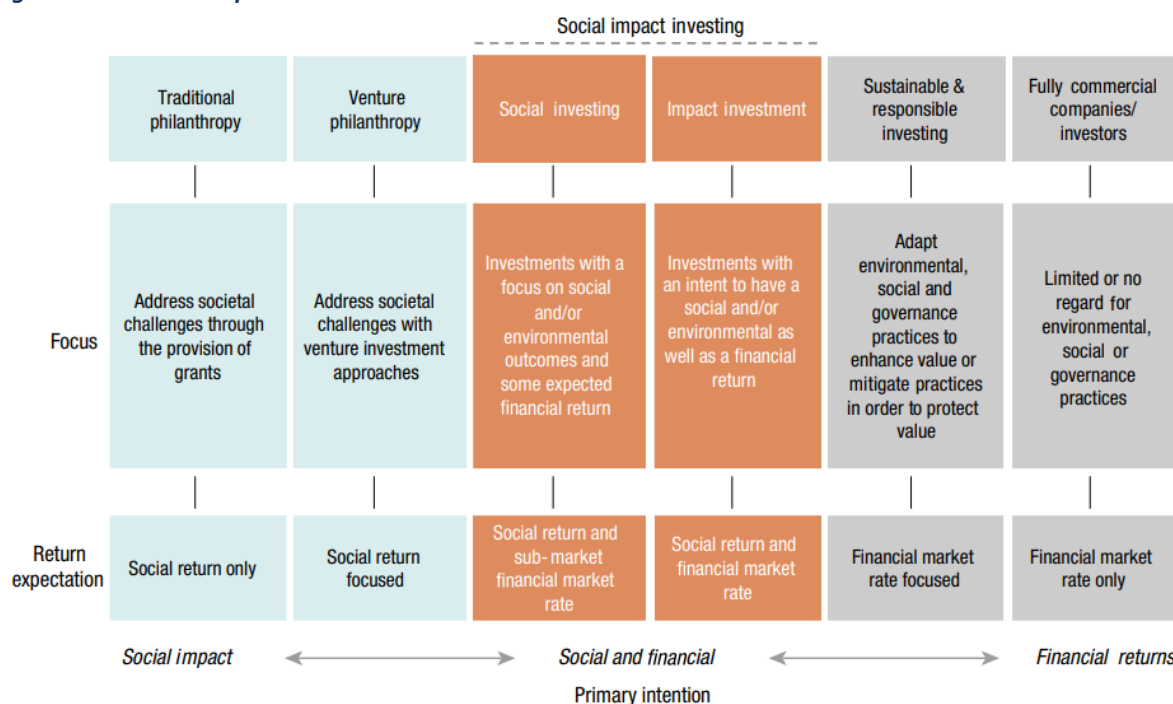 Social impact investing
Traditional
philanthropy
Venture
philanthropy
Social investing
Impact investment
Sustainable &
responsible
investing
Fully commercial
companies/
investors
Focus
Address societal
challenges through
the provision of
grants
Address societal
challenges with
venture investment
approaches
Investments with a
focus on social
and/or
environmental
outcomes and
some expected
financial return
Investments with
an intent to have a
social and/or
environmental as
well as a financial
return
Adapt
environmental,
social and
governance
practices to
enhance value or
mitigate practices
in order to protect
value
Limited or no
regard for
environmental,
social or
governance
practices
Return
expectation
Social return only
Social return
focused
Social return and
sub- market
financial market
rate
Social return and
financial market
rate
Financial market
rate focused
Financial market
rate only
Social impact
Social and financial
Financial returns
Primary intention